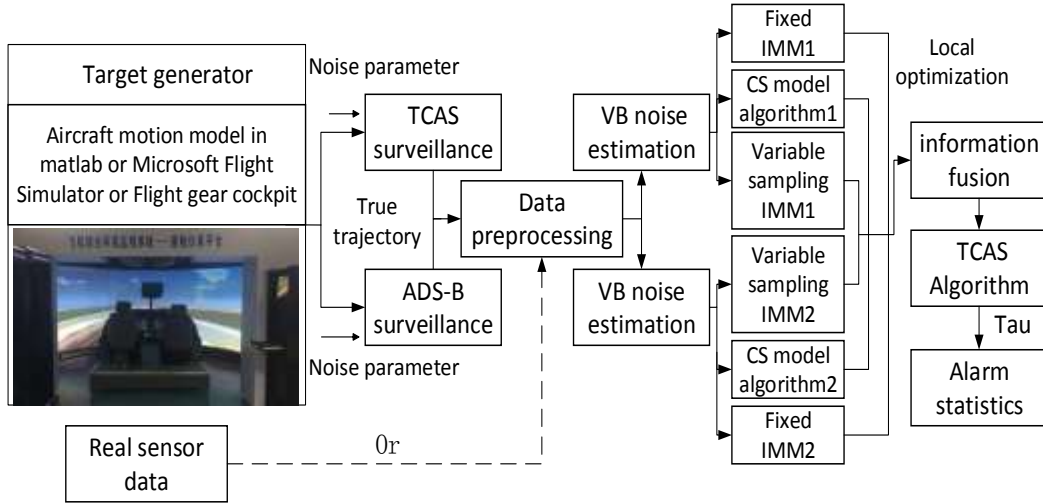 Target generator
Aircraft motion model in
matlab or Microsoft Flight
Simulator or Flight gear cockpit
Real sensor
data
Noise parameter
TCAS
surveillance
True
trajectory
ADS-B
surveillance
Noise parameter
0r
Data
preprocessing
VB noise
estimation
VB noise
estimation
Fixed
IMM1
CS model
algorithm1
Variable
sampling
IMM1
Variable
sampling
IMM2
CS model
algorithm2
Fixed
IMM2
Local
optimization
information
fusion
TCAS
Algorithm
Tau
Alarm
statistics